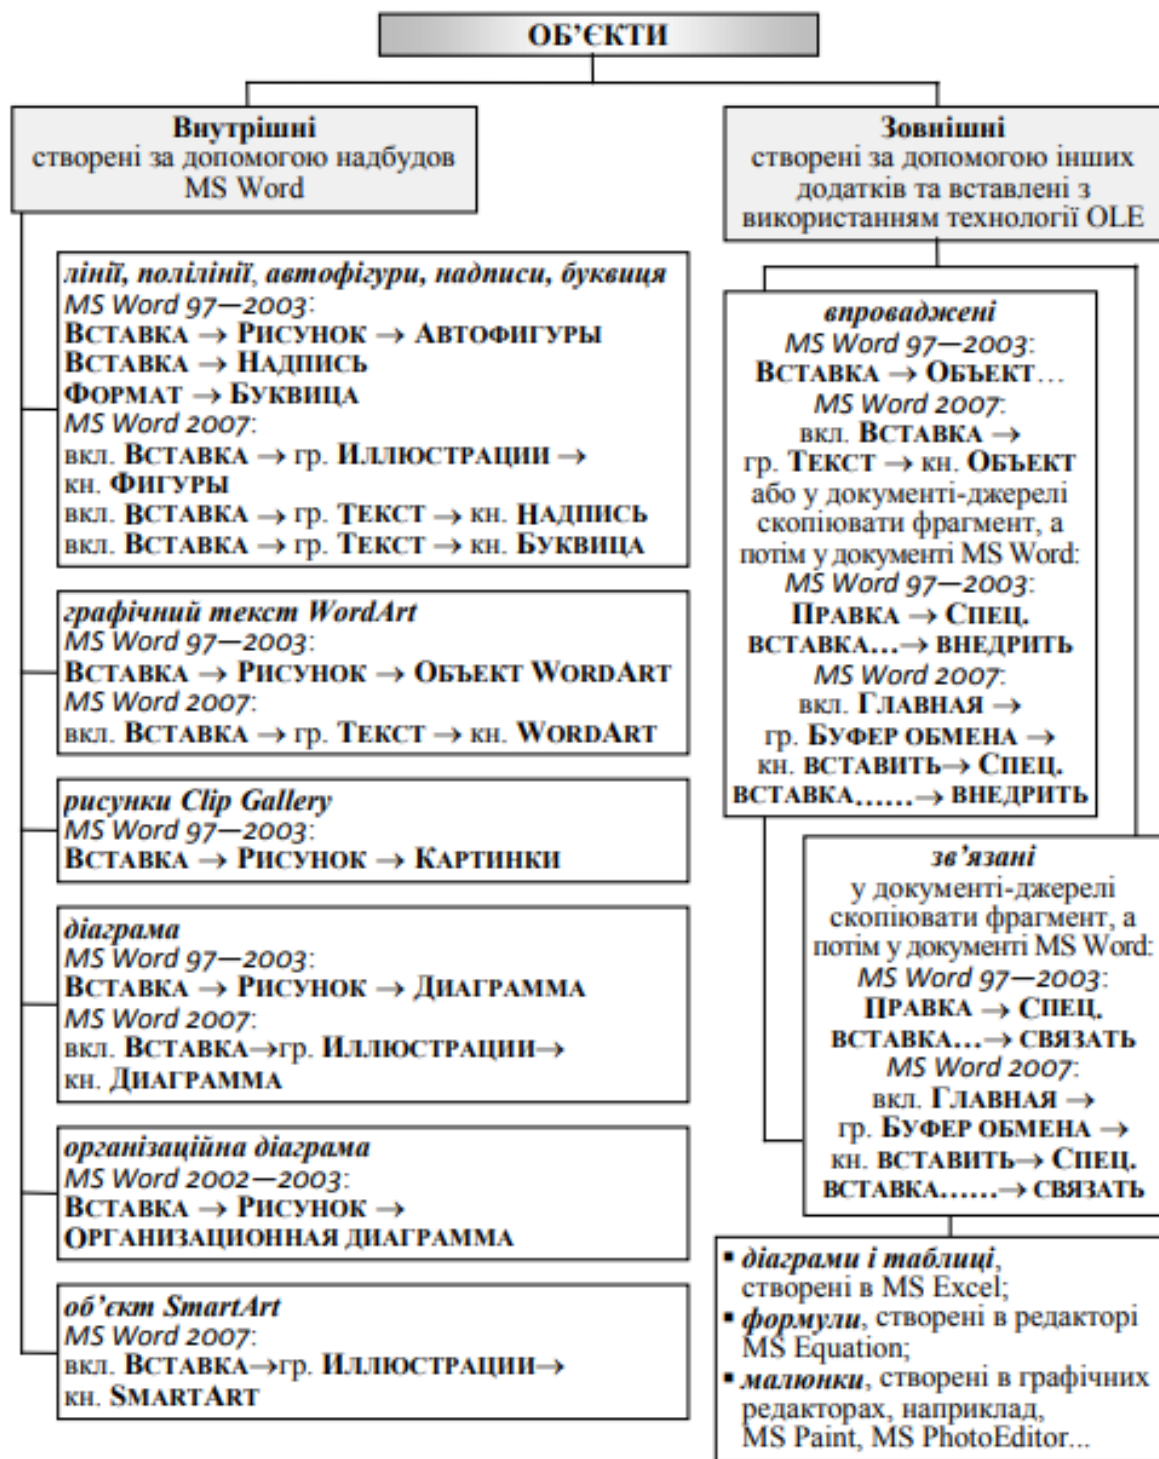 ОБ’ЄКТИ
Внутрішні
створені за допомогою надбудов
MS Word
лінії, полілінії, автофігури, надписи, буквиця
MS Word 97—2003:
ВСТАВКА → РИСУНОК → АВТОФИГУРЫ
ВСТАВКА → НАДПИСЬ
ФОРМАТ → БУКВИЦА
MS Word 2007:
вкл. ВСТАВКА → гр. ИЛЛЮСТРАЦИИ →
кн. ФИГУРЫ
вкл. ВСТАВКА → гр. ТЕКСТ → кн. НАДПИСЬ
вкл. ВСТАВКА → гр. ТЕКСТ → кн. БУКВИЦА
графічний текст WordArt
MS Word 97—2003:
ВСТАВКА → РИСУНОК → ОБЪЕКТ WORDART
MS Word 2007:
вкл. ВСТАВКА → гр. ТЕКСТ → кн. WORDART
рисунки Clip Gallery
MS Word 97—2003:
ВСТАВКА → РИСУНОК → КАРТИНКИ
діаграма
MS Word 97—2003:
ВСТАВКА → РИСУНОК → ДИАГРАММА
MS Word 2007:
вкл. ВСТАВКА→гр. ИЛЛЮСТРАЦИИ→
кн. ДИАГРАММА
організаційна діаграма
MS Word 2002—2003:
ВСТАВКА → РИСУНОК →
ОРГАНИЗАЦИОННАЯ ДИАГРАММА
об’єкт SmartArt
MS Word 2007:
вкл. ВСТАВКА→гр. ИЛЛЮСТРАЦИИ→
кн. SMARTART
Зовнішні
створені за допомогою інших
додатків та вставлені з
використанням технології OLE
впроваджені
MS Word 97—2003:
ВСТАВКА → ОБЪЕКТ…
MS Word 2007:
вкл. ВСТАВКА →
гр. ТЕКСТ → кн. ОБЪЕКТ
або у документі-джерелі
скопіювати фрагмент, а
потім у документі MS Word:
MS Word 97—2003:
ПРАВКА → СПЕЦ.
ВСТАВКА…→ ВНЕДРИТЬ
MS Word 2007:
вкл. ГЛАВНАЯ →
гр. БУФЕР ОБМЕНА →
кн. ВСТАВИТЬ→ СПЕЦ.
ВСТАВКА……→ ВНЕДРИТЬ
зв’язані
у документі-джерелі
скопіювати фрагмент, а
потім у документі MS Word:
MS Word 97—2003:
ПРАВКА → СПЕЦ.
ВСТАВКА…→ СВЯЗАТЬ
MS Word 2007:
вкл. ГЛАВНАЯ →
гр. БУФЕР ОБМЕНА →
кн. ВСТАВИТЬ→ СПЕЦ.
ВСТАВКА……→ СВЯЗАТЬ
▪ діаграми і таблиці,
створені в MS Excel;
▪ формули, створені в редакторі
MS Equation;
▪ малюнки, створені в графічних
редакторах, наприклад,
MS Paint, MS PhotoEditor...